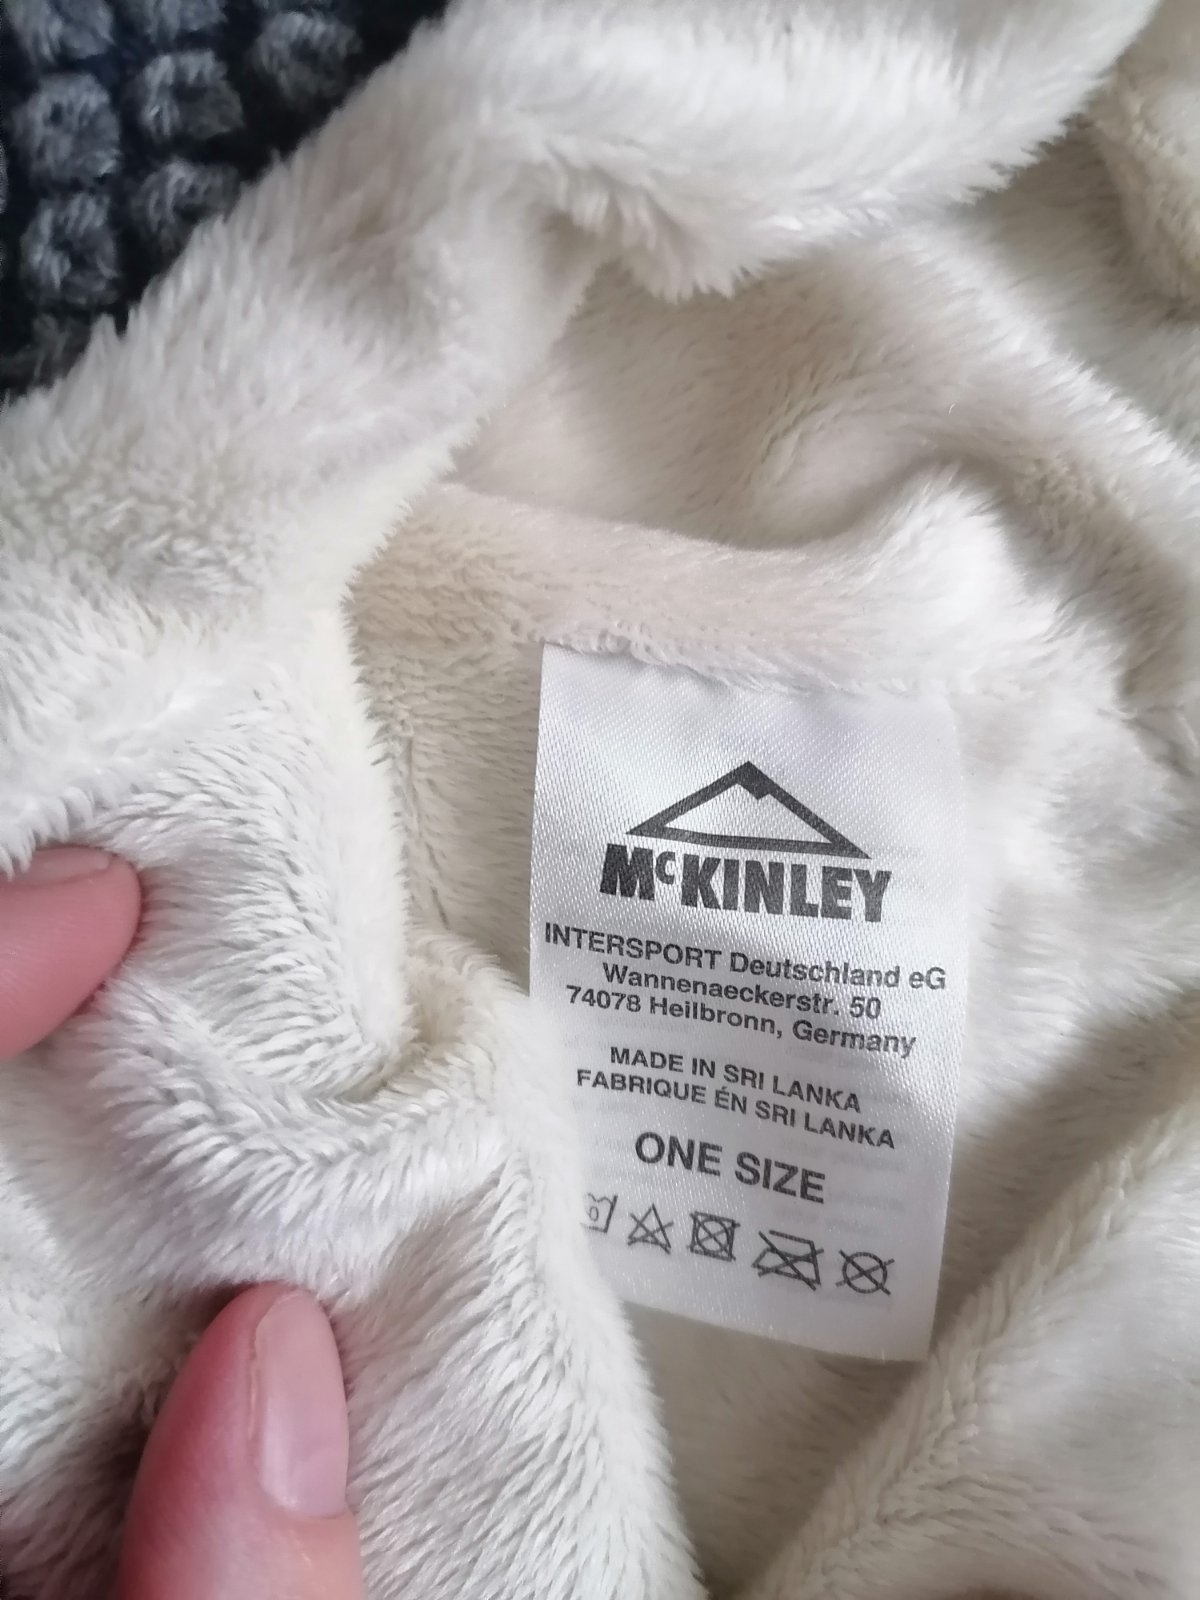 McKINLEY
INTERSPORT Deutschland eG
Wannenaeckerstr. 50
74078 Heilbronn, Germany
MADE IN SRI LANKA
FABRIQUE ÉN SRI LANKA
ONE SIZE